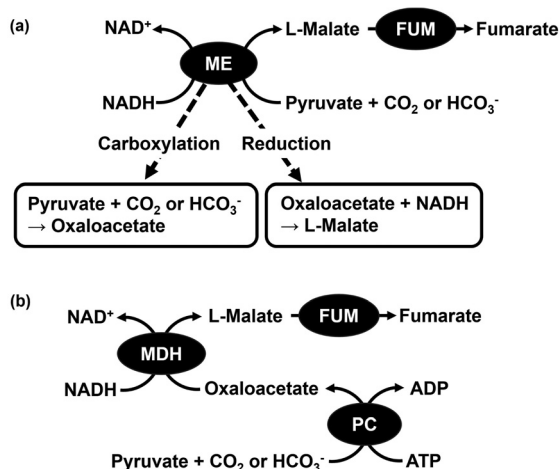 (a)
NAD⁺ L-Malate FUM Fumarate
ME
NADH Pyruvate + CO₂ or HCO₃⁻
Carboxylation Reduction
Pyruvate + CO₂ or HCO₃⁻
→ Oxaloacetate
Oxaloacetate + NADH
→ L-Malate
(b)
NAD⁺ L-Malate FUM Fumarate
MDH
NADH Oxaloacetate ADP
PC
Pyruvate + CO₂ or HCO₃⁻ ATP